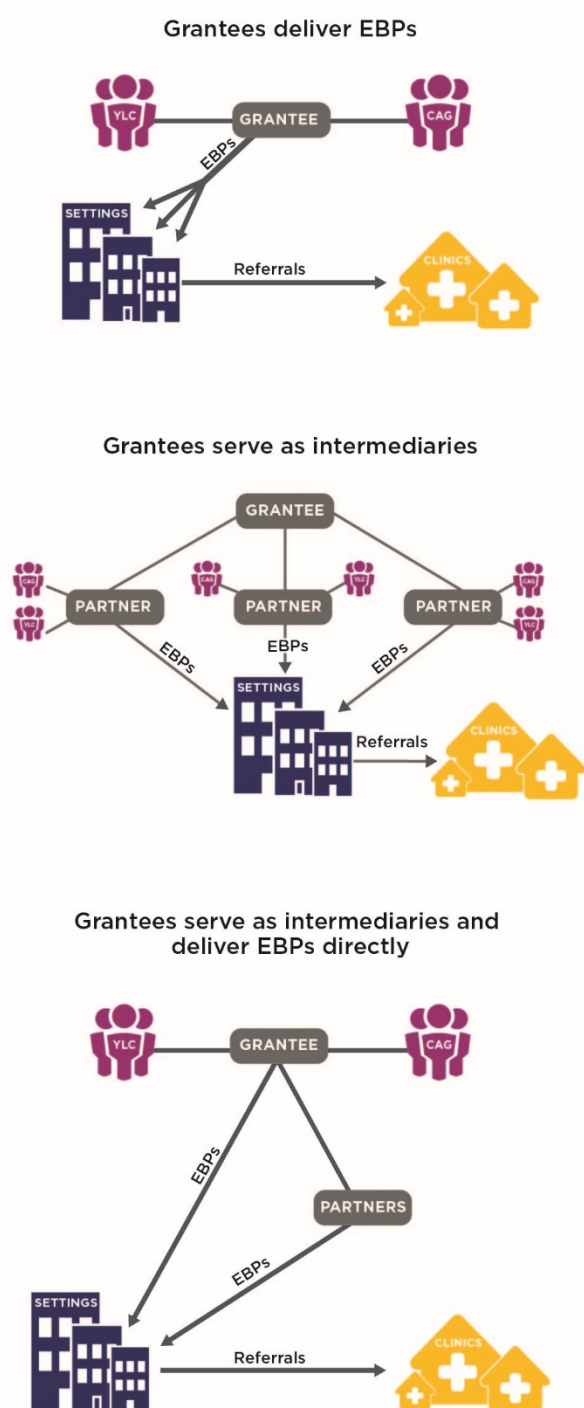 Grantees deliver EBPs
YLC
GRANTEE
CAG
EBPs
SETTINGS
Referrals
CLINICS
Grantees serve as intermediaries
GRANTEE
CAG
YLC
PARTNER
CAG
PARTNER
YLC
PARTNER
CAG
YLC
EBPs
EBPs
EBPs
SETTINGS
Referrals
CLINICS
Grantees serve as intermediaries and
deliver EBPs directly
YLC
GRANTEE
CAG
EBPs
PARTNERS
EBPs
SETTINGS
Referrals
CLINICS